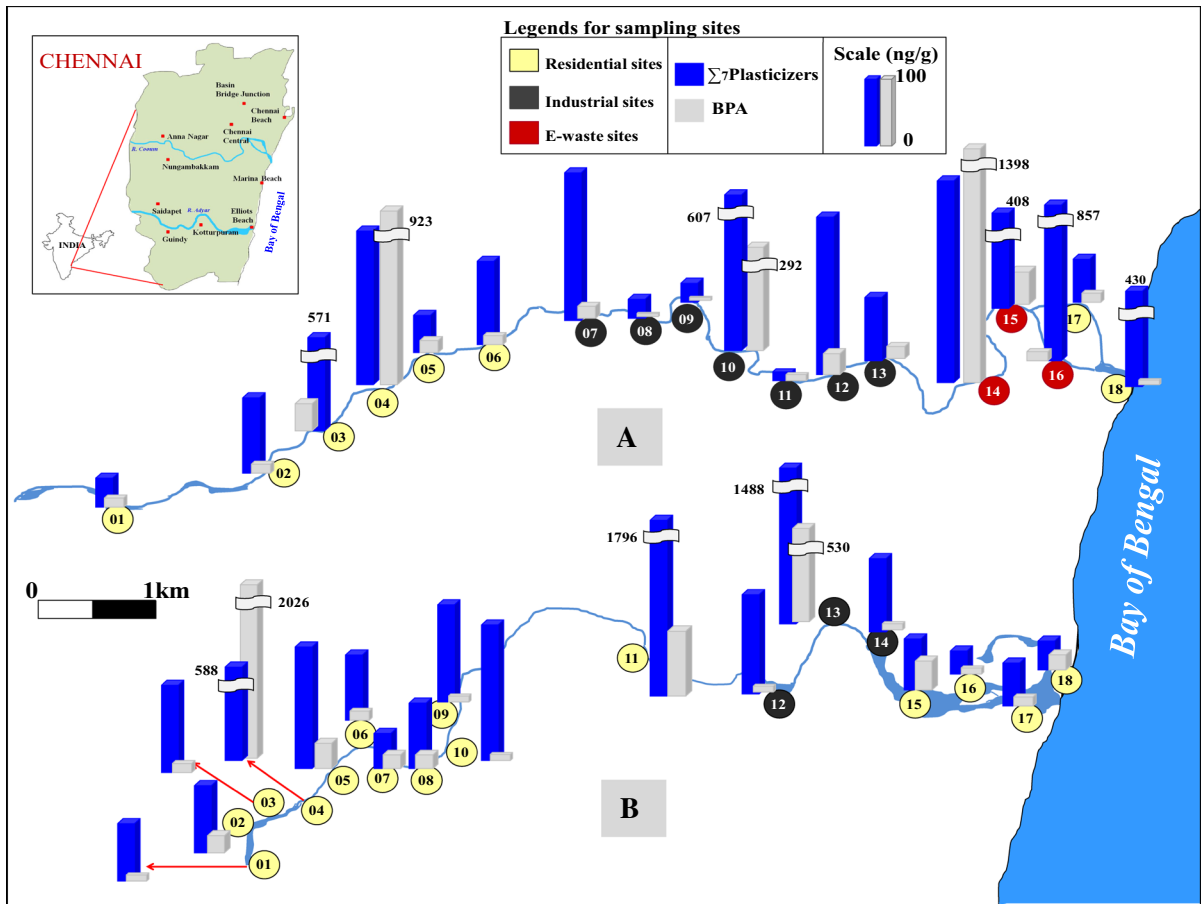 Legends for sampling sites
Residential sites
Industrial sites
E-waste sites
∑7Plasticizers
BPA
Scale (ng/g)
100
0
CHENNAI
Basin
Bridge Junction
Chennai
Beach
Chennai
Central
Anna Nagar
R. Cooum
Nungambakkam
Marina Beach
Saidapet
R. Adyar
Elliots
Beach
Guindy
Kotturpuram
Bay of Bengal
INDIA
923
571
607
292
1398
408
857
430
01
02
03
04
05
06
07
08
09
10
11
12
13
14
15
16
17
18
A
Bay of Bengal
0
1km
2026
588
1796
1488
530
01
02
03
04
05
06
07
08
09
10
11
12
13
14
15
16
17
18
B